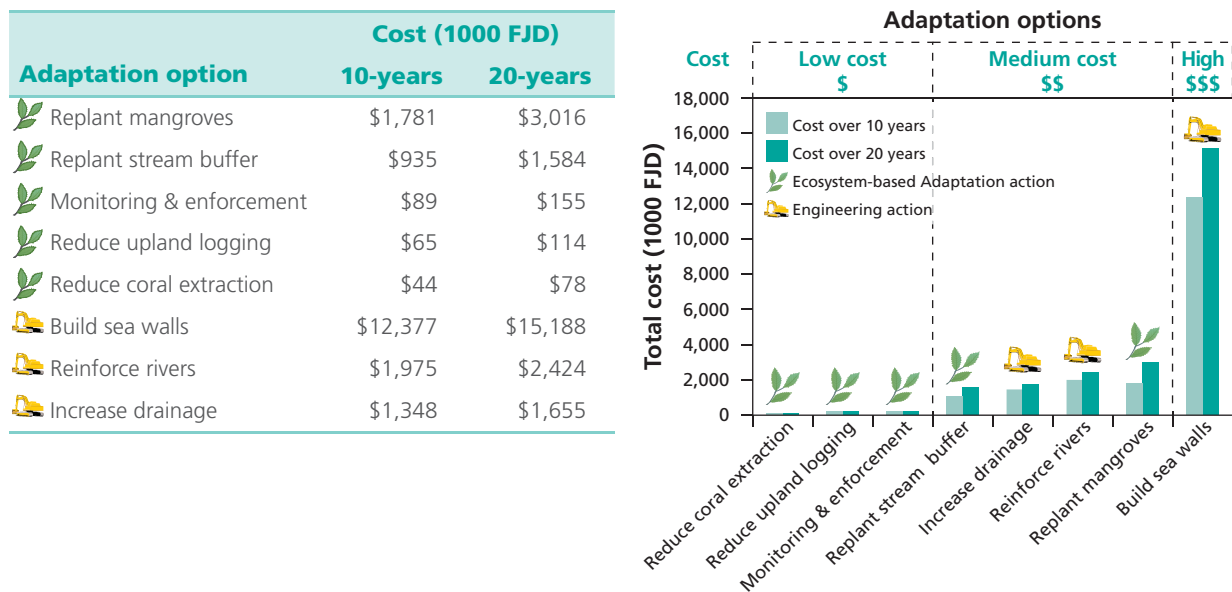 Cost (1000 FJD)
Adaptation option 10-years 20-years
Replant mangroves $1,781 $3,016
Replant stream buffer $935 $1,584
Monitoring & enforcement $89 $155
Reduce upland logging $65 $114
Reduce coral extraction $44 $78
Build sea walls $12,377 $15,188
Reinforce rivers $1,975 $2,424
Increase drainage $1,348 $1,655
Adaptation options
Cost Low cost Medium cost High
$ $$ $$$
Total cost (1000 FJD)
18,000
16,000
14,000
12,000
10,000
8,000
6,000
4,000
2,000
0
Cost over 10 years
Cost over 20 years
Ecosystem-based Adaptation action
Engineering action
Reduce coral extraction
Reduce upland logging
Monitoring & enforcement
Replant stream buffer
Increase drainage
Reinforce rivers
Replant mangroves
Build sea walls